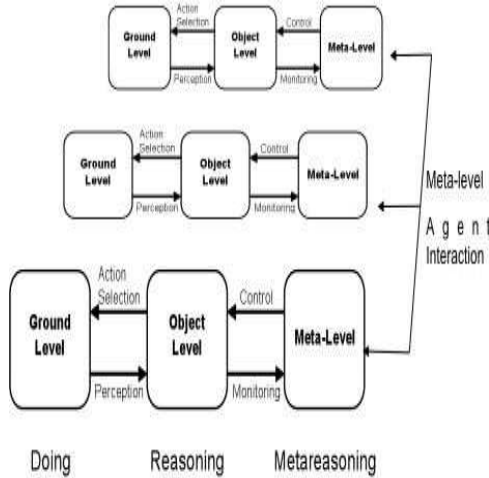 Action
Selection
Control
Ground
Level
Object
Level
Meta-Level
Perception
Monitoring
Action
Selection
Control
Ground
Level
Object
Level
Meta-Level
Perception
Monitoring
Meta-level
Agent
Interaction
Action
Selection
Control
Ground
Level
Object
Level
Meta-Level
Perception
Monitoring
Doing
Reasoning
Metareasoning